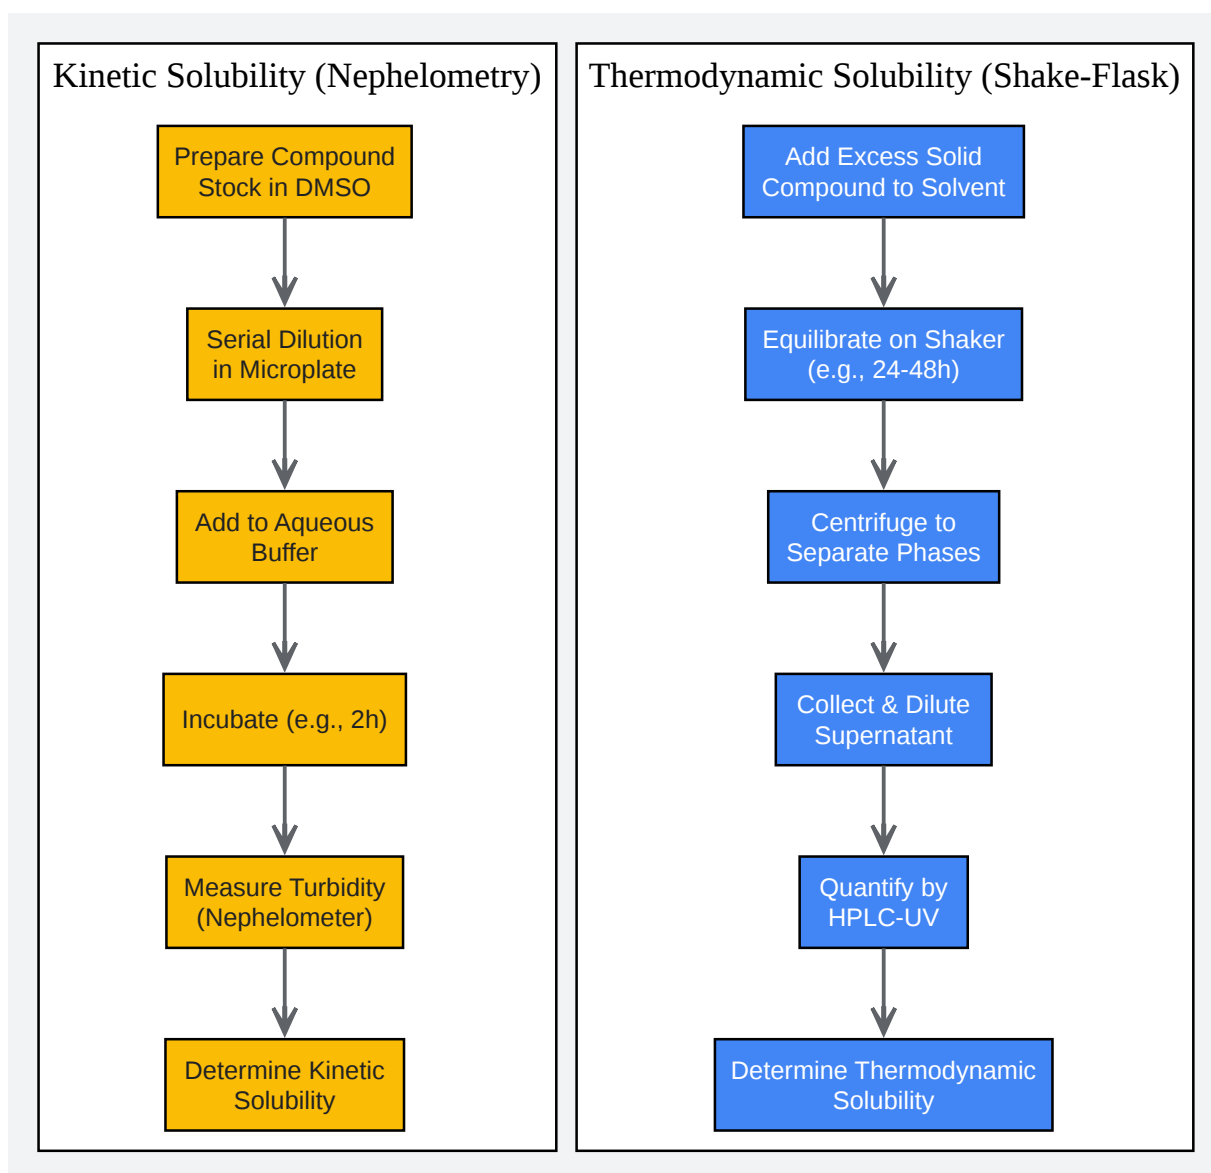 Kinetic Solubility (Nephelometry)
Prepare Compound
Stock in DMSO
Serial Dilution
in Microplate
Add to Aqueous
Buffer
Incubate (e.g., 2h)
Measure Turbidity
(Nephelometer)
Determine Kinetic
Solubility
Thermodynamic Solubility (Shake-Flask)
Add Excess Solid
Compound to Solvent
Equilibrate on Shaker
(e.g., 24-48h)
Centrifuge to
Separate Phases
Collect & Dilute
Supernatant
Quantify by
HPLC-UV
Determine Thermodynamic
Solubility